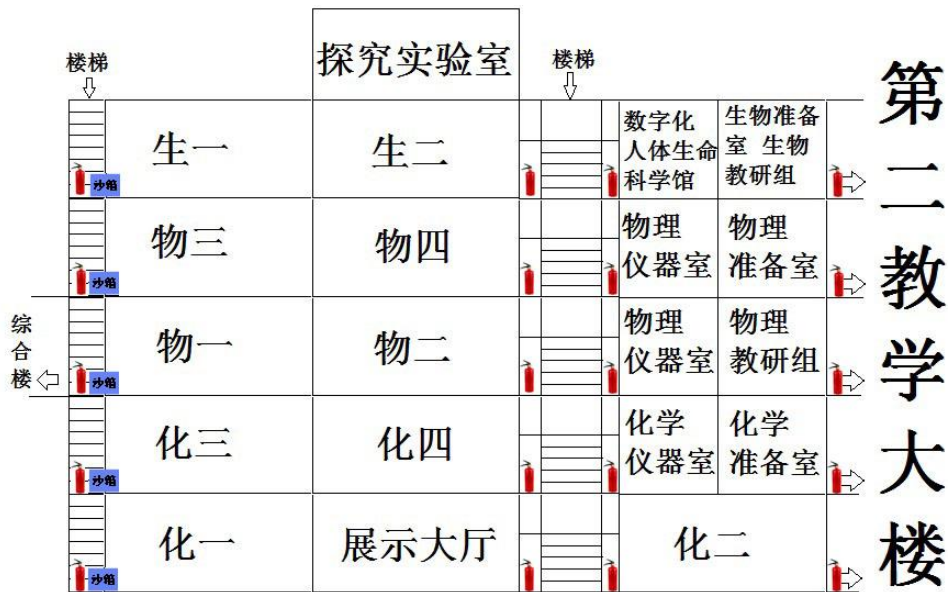 探究实验室
楼梯
楼梯
生一
生二
数字化
人体生命
科学馆
生物准备
室 生物
教研组
沙箱
物三
物四
物理
仪器室
物理
准备室
沙箱
综合楼
物一
物二
物理
仪器室
物理
教研组
沙箱
化三
化四
化学
仪器室
化学
准备室
沙箱
化一
展示大厅
化二
沙箱
第二教学大楼